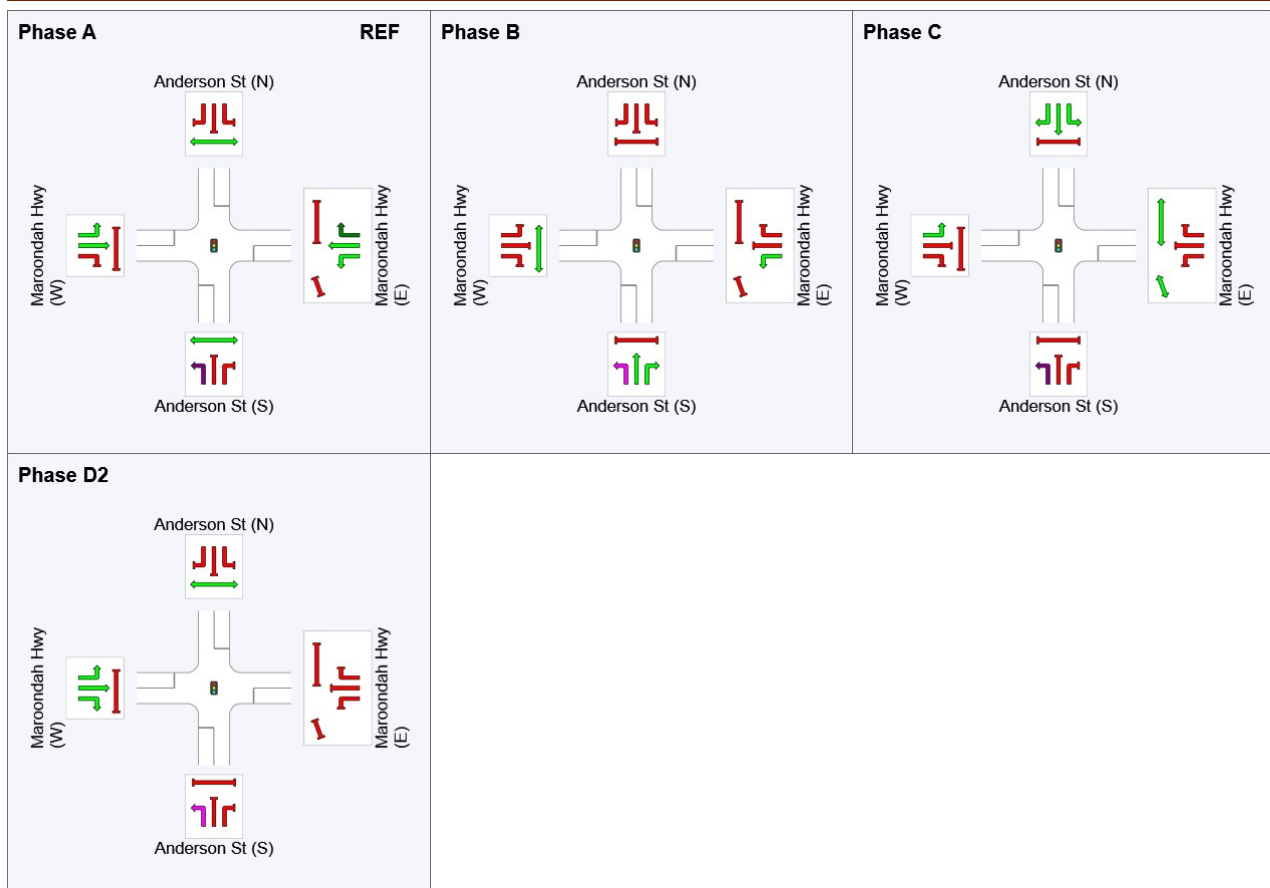 Phase A
REF
Anderson St (N)
Maroondah Hwy
(W)
Maroondah Hwy
(E)
Anderson St (S)
Phase B
Anderson St (N)
Maroondah Hwy
(W)
Maroondah Hwy
(E)
Anderson St (S)
Phase C
Anderson St (N)
Maroondah Hwy
(W)
Maroondah Hwy
(E)
Anderson St (S)
Phase D2
Anderson St (N)
Maroondah Hwy
(W)
Maroondah Hwy
(E)
Anderson St (S)